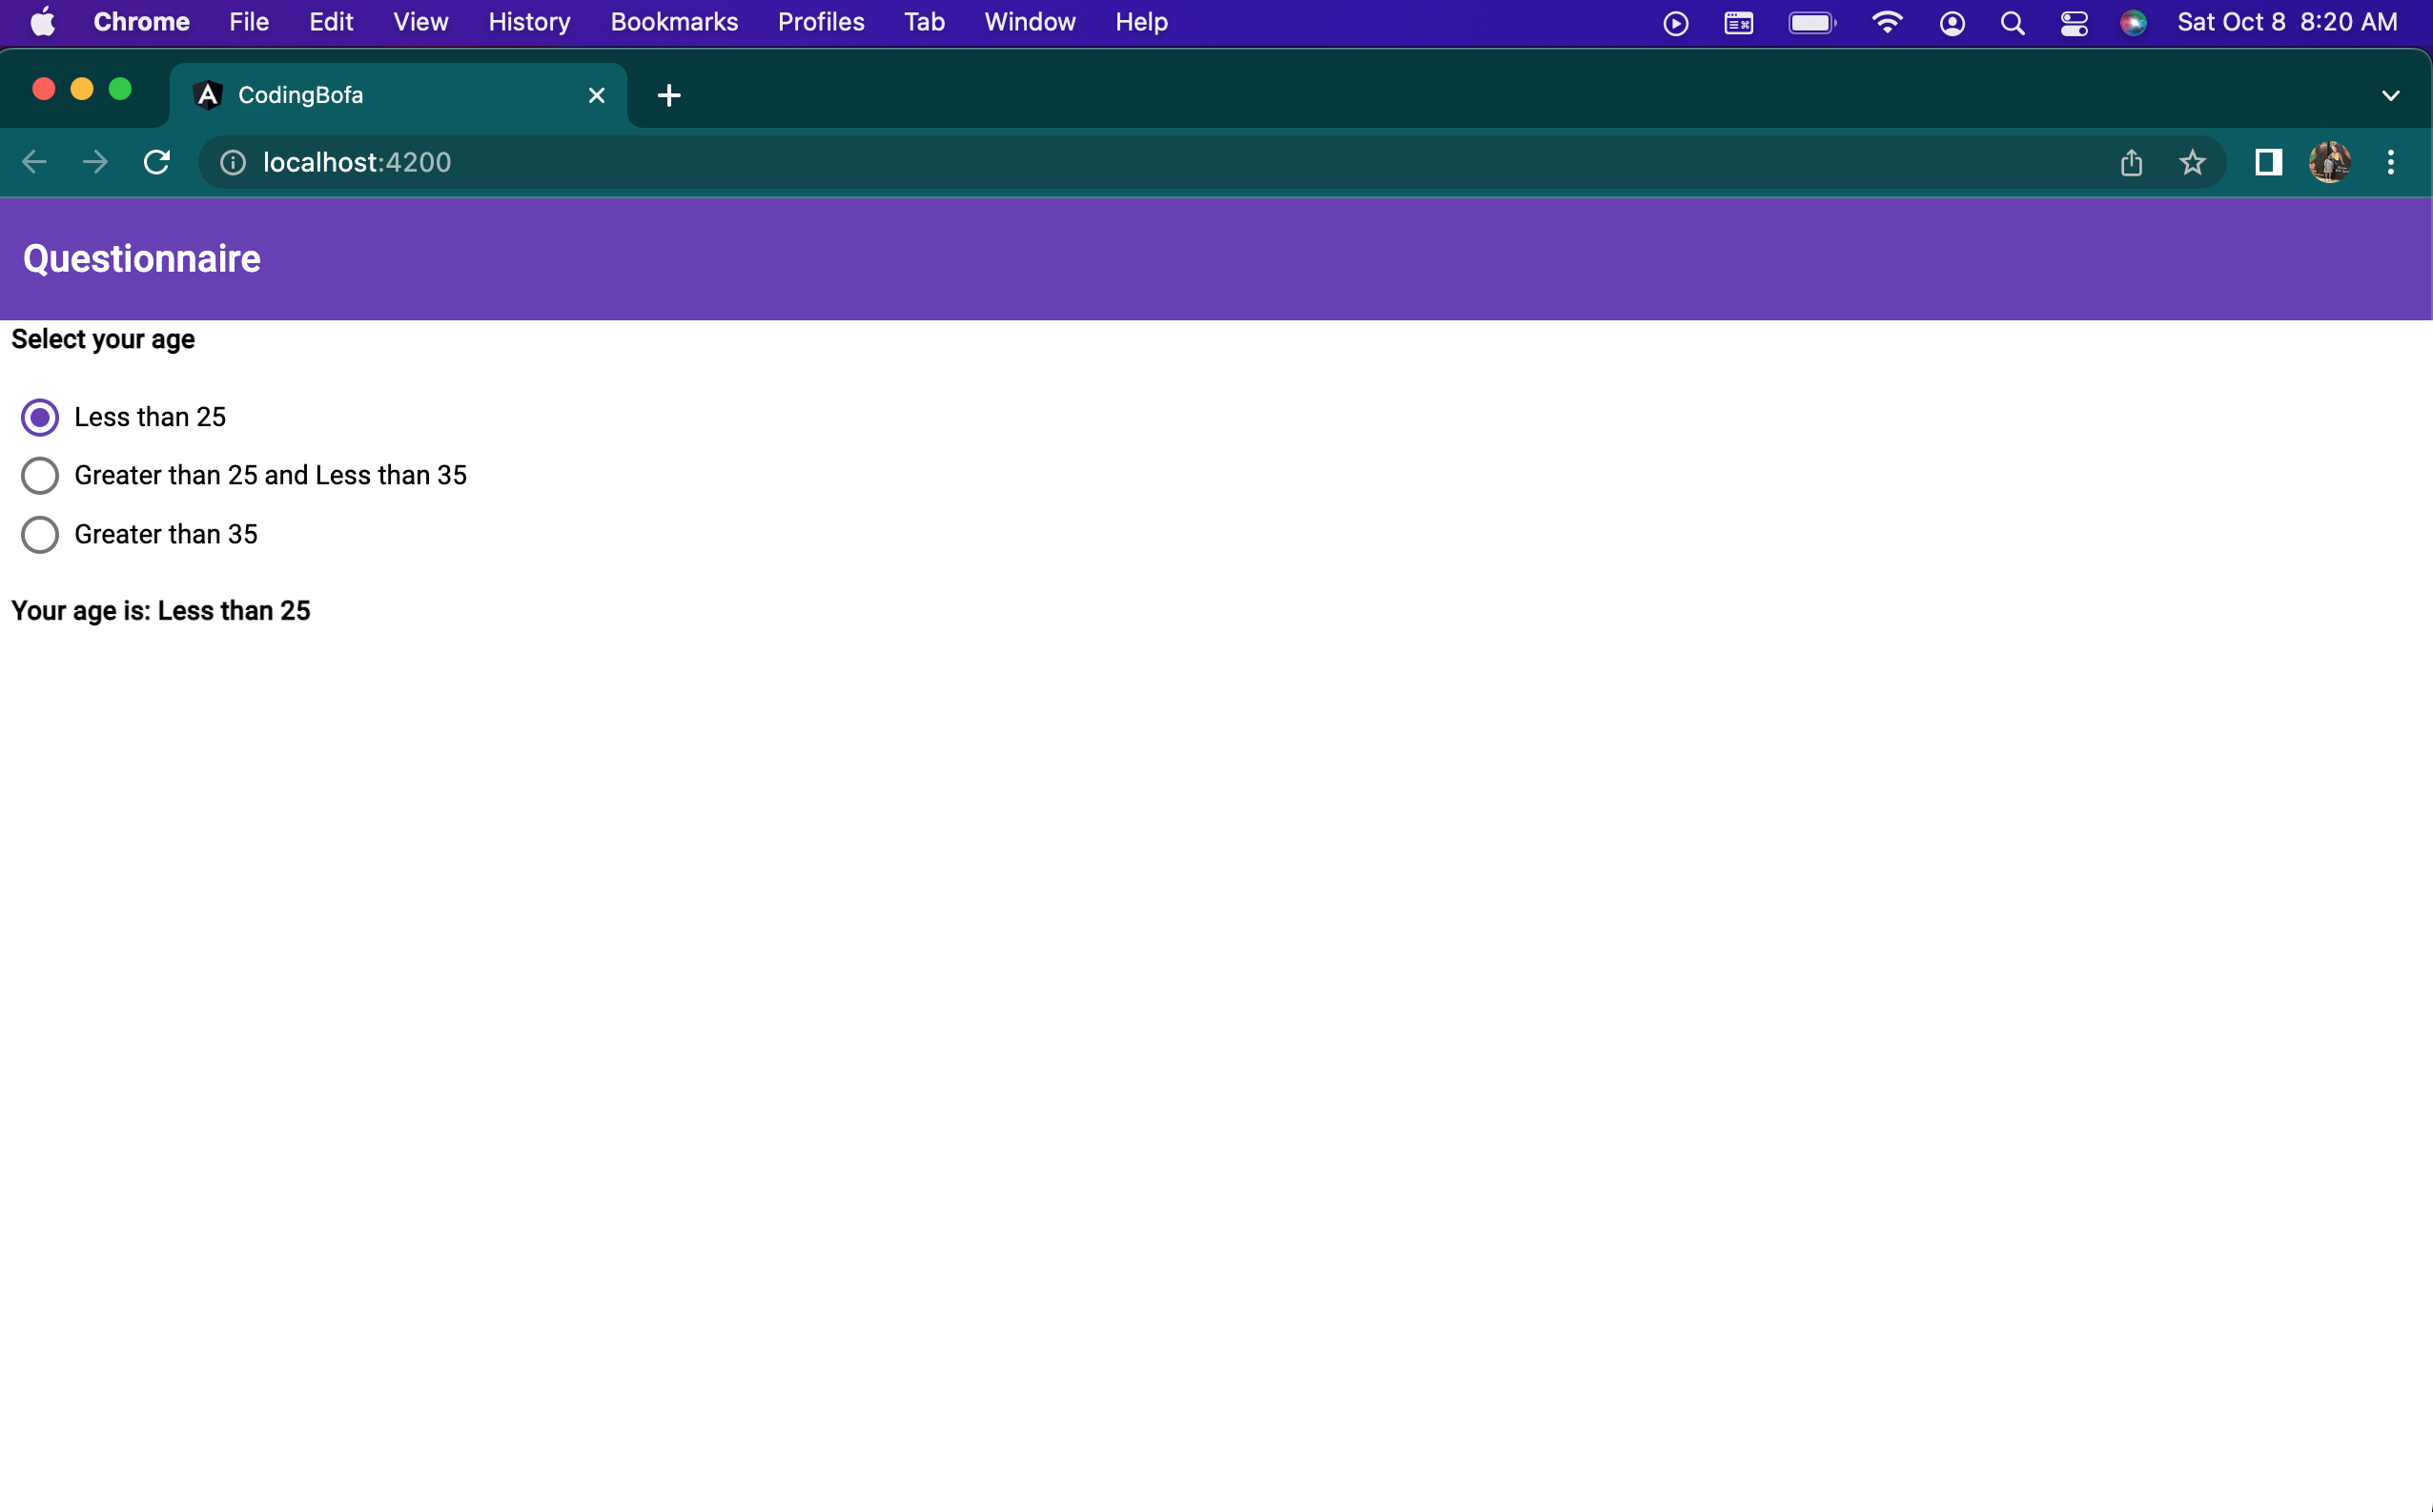 Chrome File Edit View History Bookmarks Profiles Tab Window Help Sat Oct 8 8:20 AM
CodingBofa
localhost:4200
Questionnaire
Select your age
Less than 25
Greater than 25 and Less than 35
Greater than 35
Your age is: Less than 25